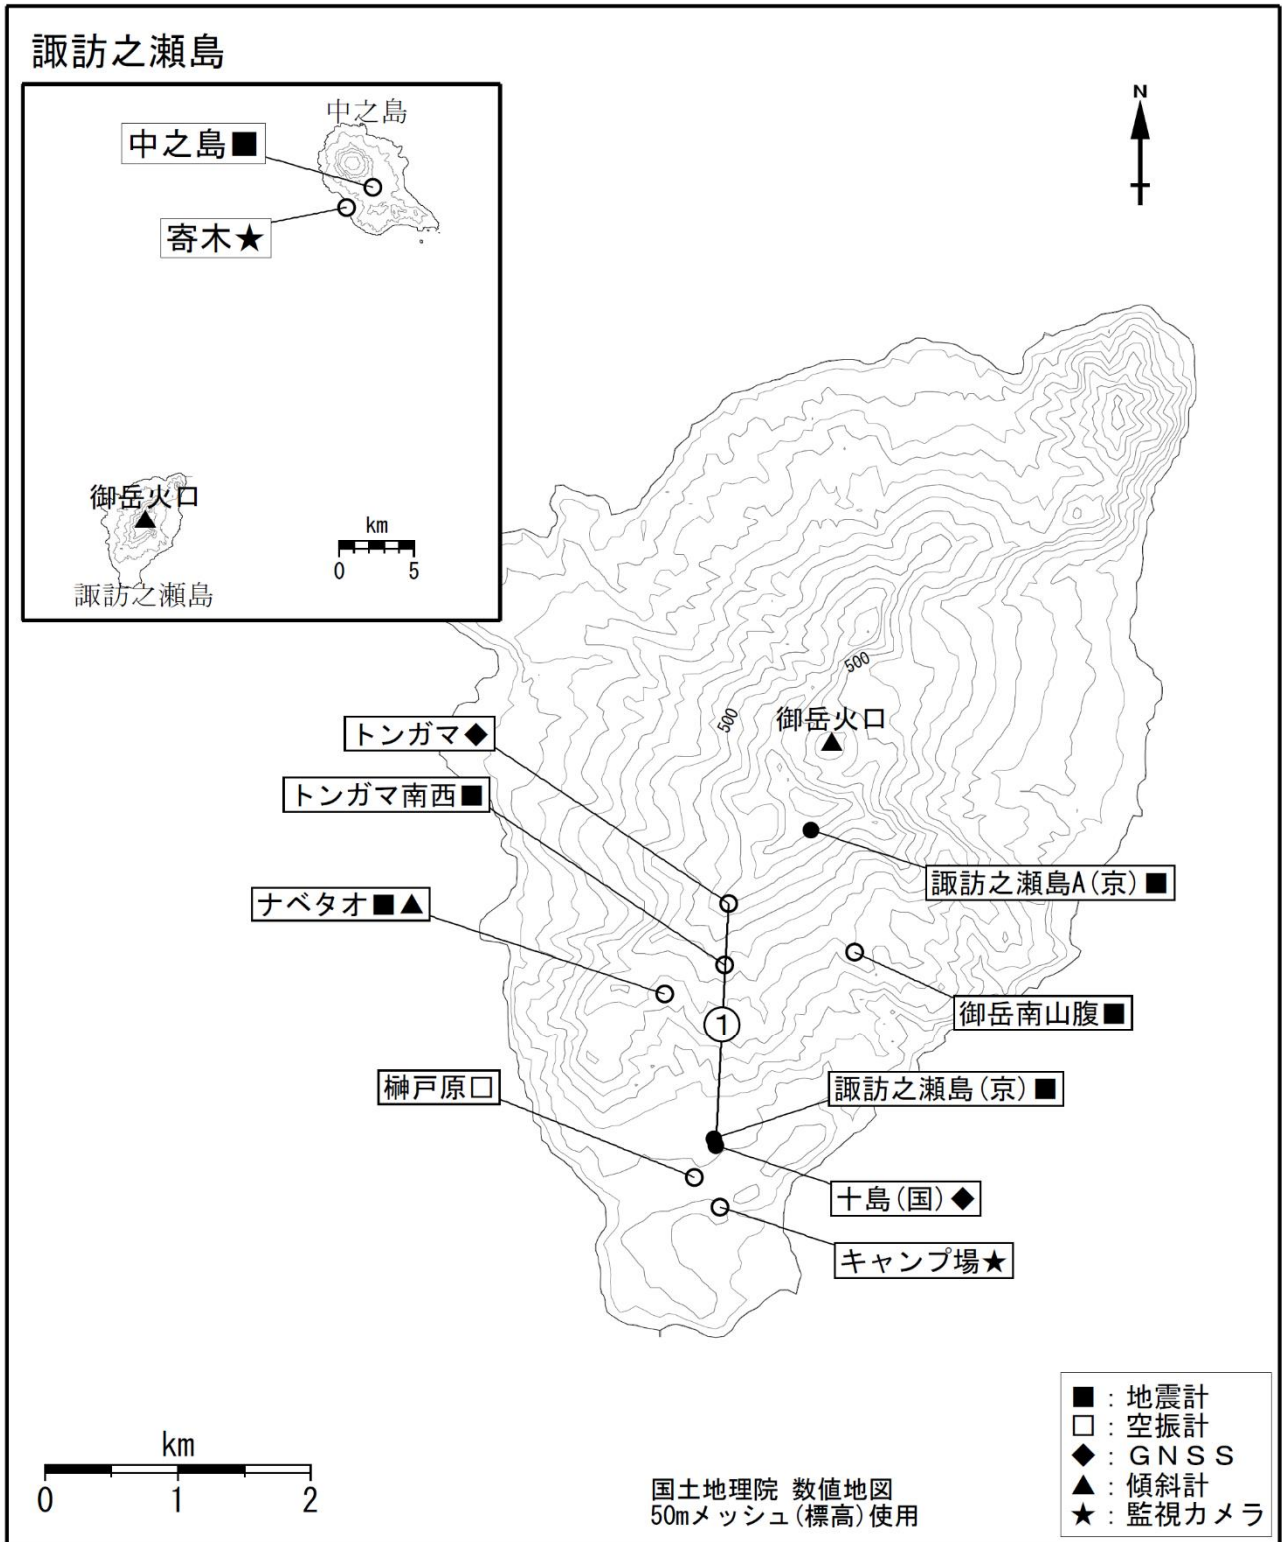 諏訪之瀬島
中之島
中之島■
寄木★
御岳火口
諏訪之瀬島
km
0 5
N
500
500
御岳火口
トンガマ◆
トンガマ南西■
諏訪之瀬島A(京)■
ナベタオ■▲
御岳南山腹■
①
榊戸原□
諏訪之瀬島(京)■
十島(国)◆
キャンプ場★
km
0 1 2
国土地理院 数値地図
50mメッシュ(標高)使用
■：地震計
□：空振計
◆：GNSS
▲：傾斜計
★：監視カメラ